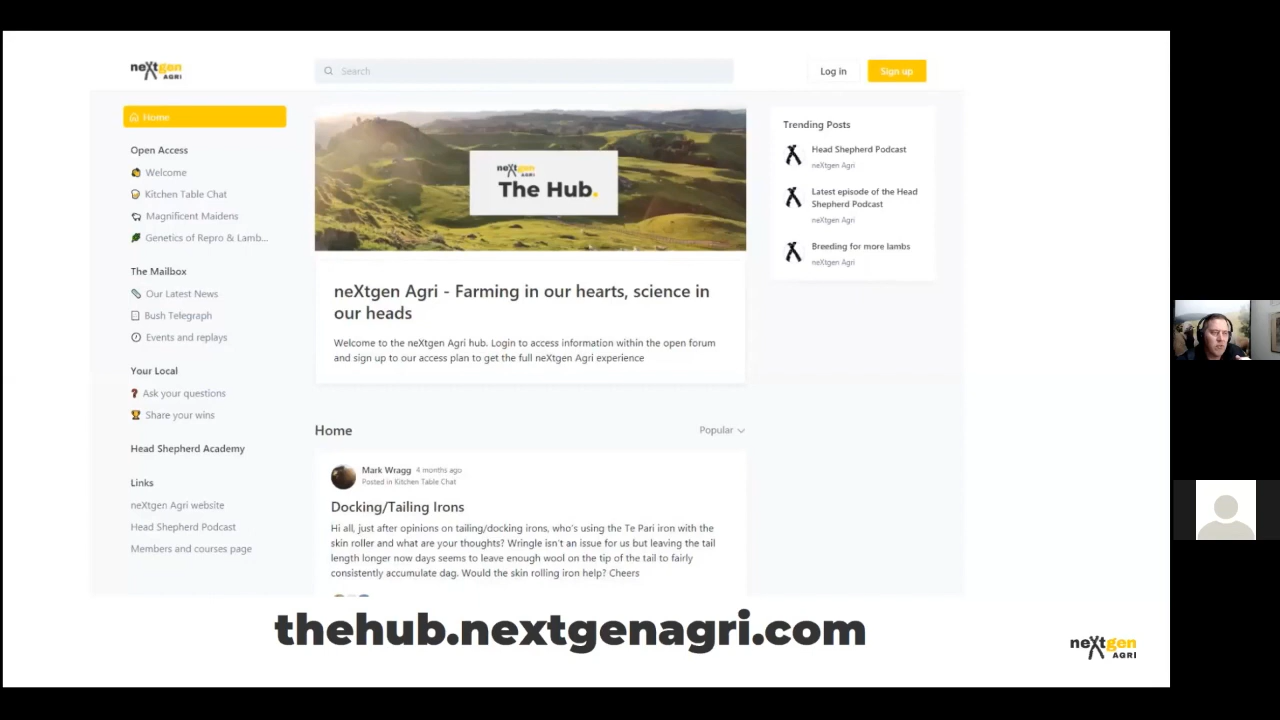 neXtgen
AGRI
Search
Log in
Sign up
Home
Open Access
Welcome
Kitchen Table Chat
Magnificent Maidens
Genetics of Repro & Lamb...
The Mailbox
Our Latest News
Bush Telegraph
Events and replays
Your Local
Ask your questions
Share your wins
Head Shepherd Academy
Links
neXtgen Agri website
Head Shepherd Podcast
Members and courses page
neXtgen
AGRI
The Hub.
neXtgen Agri - Farming in our hearts, science in
our heads
Welcome to the neXtgen Agri hub. Login to access information within the open forum
and sign up to our access plan to get the full neXtgen Agri experience
Home
Popular
Mark Wragg 4 months ago
Posted in Kitchen Table Chat
Docking/Tailing Irons
Hi all, just after opinions on tailing/docking irons, who's using the Te Pari iron with the
skin roller and what are your thoughts? Wringle isn't an issue for us but leaving the tail
length longer now days seems to leave enough wool on the tip of the tail to fairly
consistently accumulate dag. Would the skin rolling iron help? Cheers
Trending Posts
Head Shepherd Podcast
neXtgen Agri
Latest episode of the Head
Shepherd Podcast
neXtgen Agri
Breeding for more lambs
neXtgen Agri
thehub.nextgenagri.com
neXtgen
AGRI